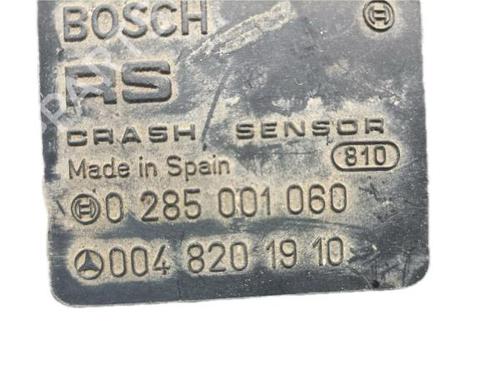 BOSCH
RS
CRASH SENSOR
Made in Spain 810
0 285 001 060
004 820 19 10